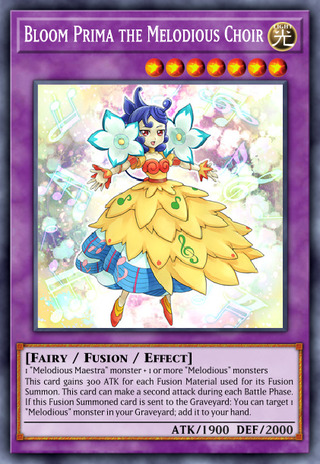 Bloom Prima the Melodious Choir
LIGHT
光
[Fairy / Fusion / Effect]
1 "Melodious Maestra" monster + 1 or more "Melodious" monsters
This card gains 300 ATK for each Fusion Material used for its Fusion
Summon. This card can make a second attack during each Battle Phase.
If this Fusion Summoned card is sent to the Graveyard: You can target 1
"Melodious" monster in your Graveyard; add it to your hand.
ATK/1900 DEF/2000